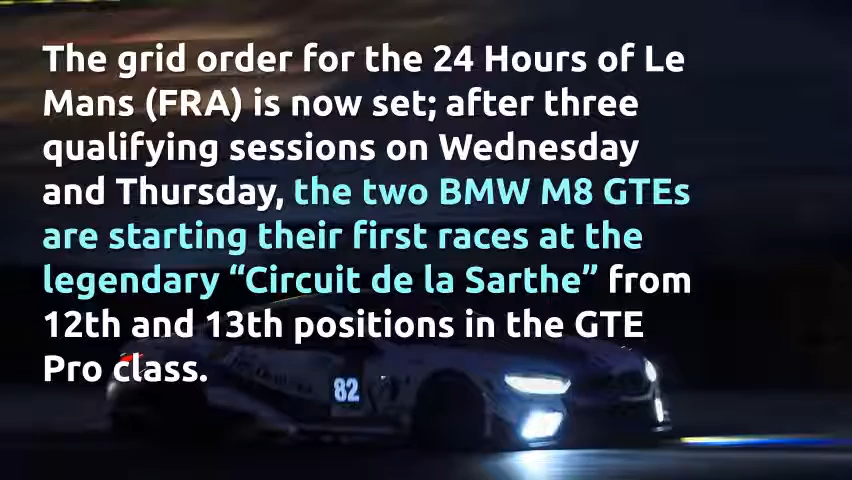 The grid order for the 24 Hours of Le
Mans (FRA) is now set; after three
qualifying sessions on Wednesday
and Thursday, the two BMW M8 GTEs
are starting their first races at the
legendary “Circuit de la Sarthe” from
12th and 13th positions in the GTE
Pro class.
82